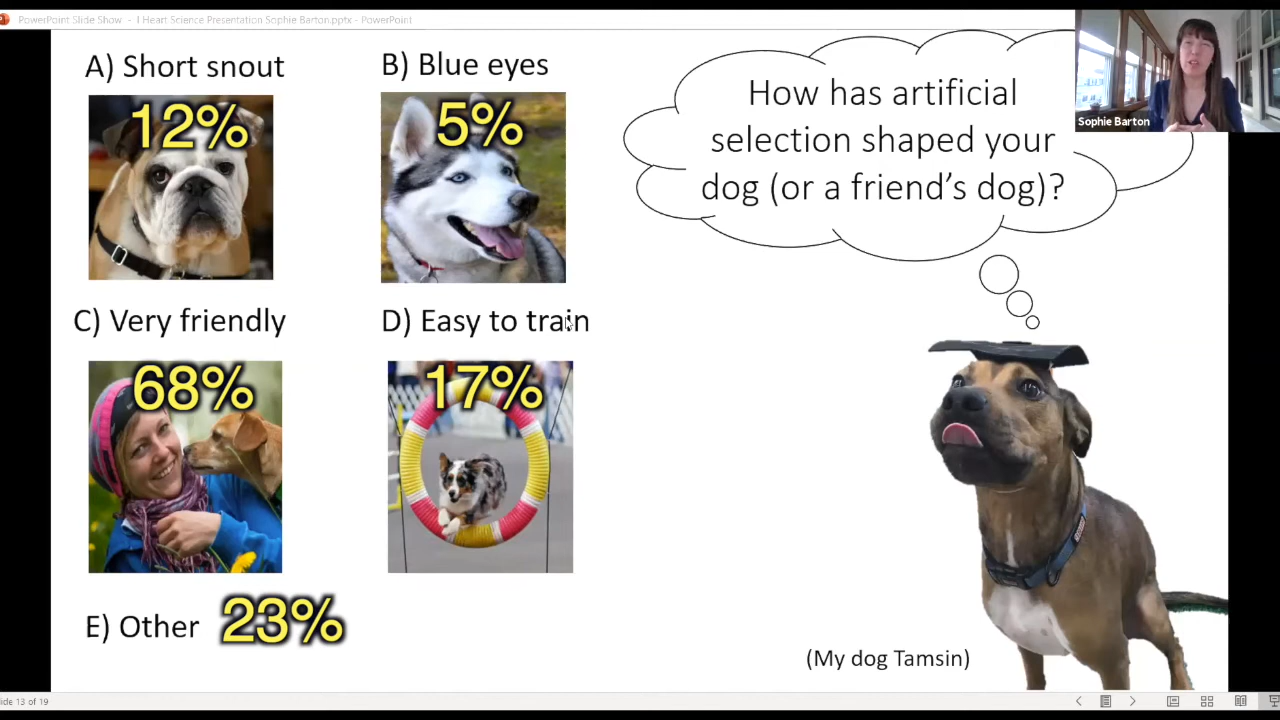 PowerPoint Slide Show - I Heart Science Presentation Sophie Barton.pptx - PowerPoint
A) Short snout
12%
B) Blue eyes
5%
How has artificial
selection shaped your
dog (or a friend's dog)?
Sophie Barton
C) Very friendly
68%
D) Easy to train
17%
E) Other
23%
(My dog Tamsin)
lide 13 of 19